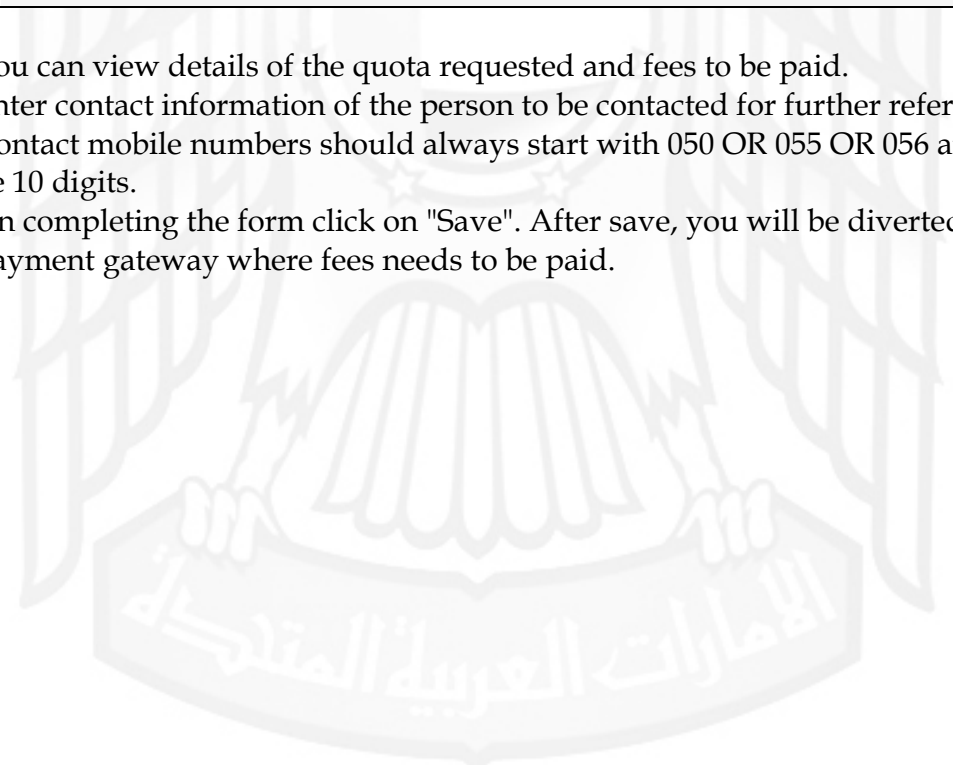 ou can view details of the quota requested and fees to be paid.
nter contact information of the person to be contacted for further refer
ontact mobile numbers should always start with 050 OR 055 OR 056 a
e 10 digits.
n completing the form click on "Save". After save, you will be diverted
ayment gateway where fees needs to be paid.
الامارات العربية المتحدة